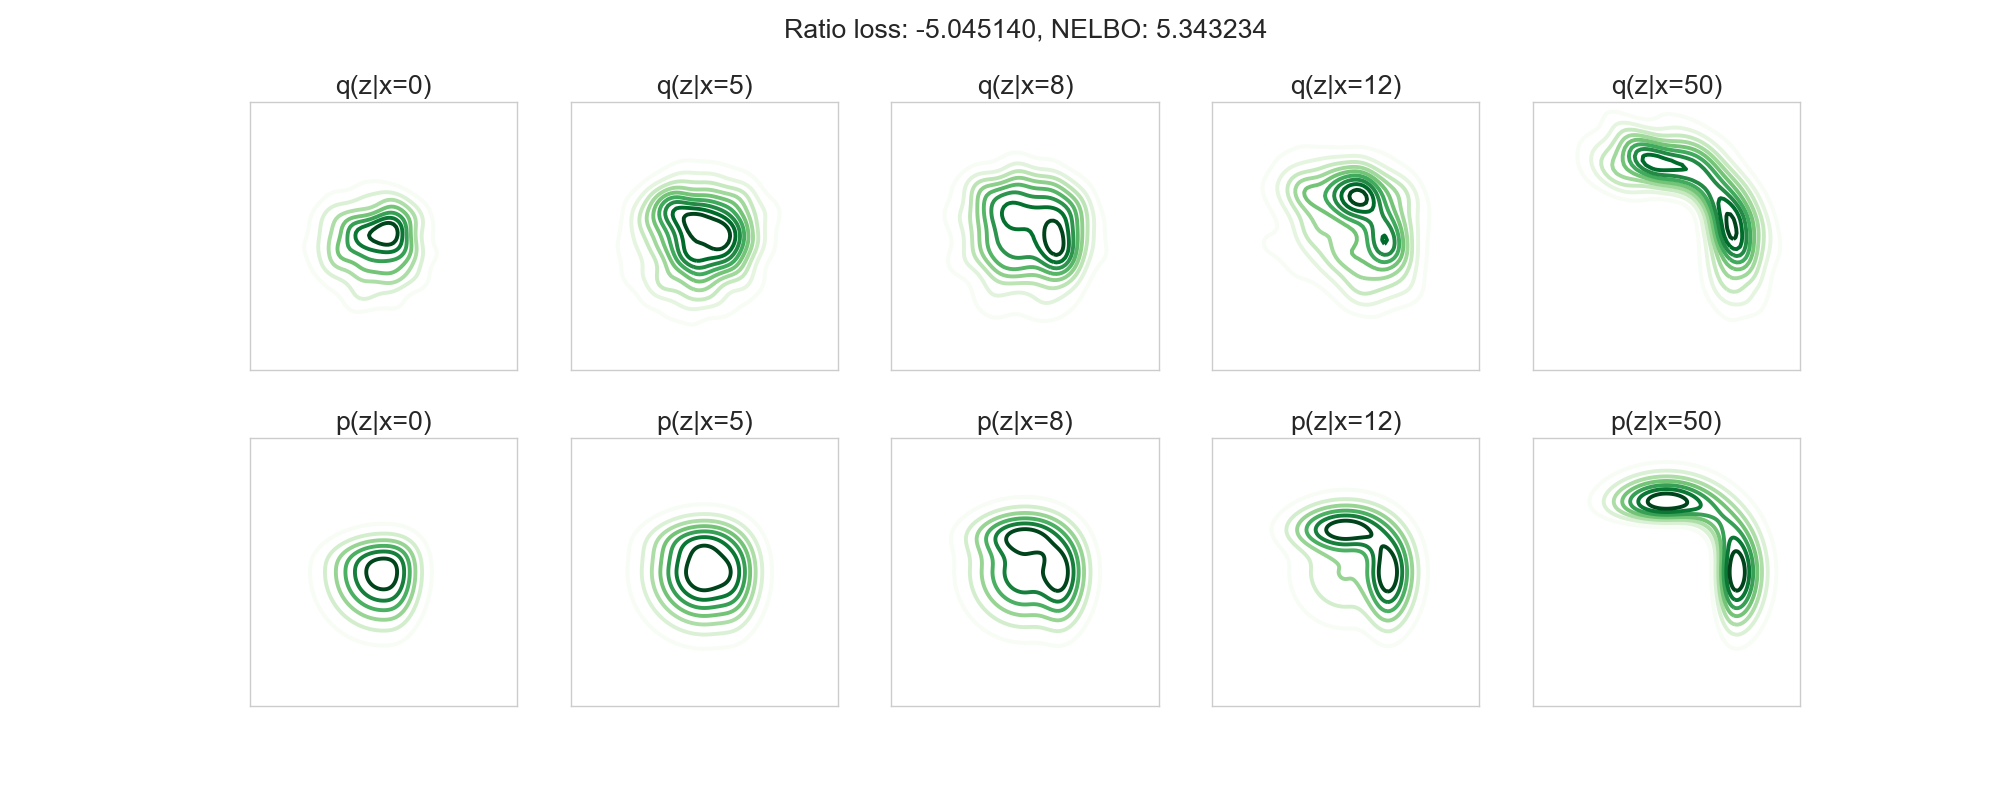 Ratio loss: -5.045140, NELBO: 5.343234
q(z|x=0) q(z|x=5) q(z|x=8) q(z|x=12) q(z|x=50)
p(z|x=0) p(z|x=5) p(z|x=8) p(z|x=12) p(z|x=50)